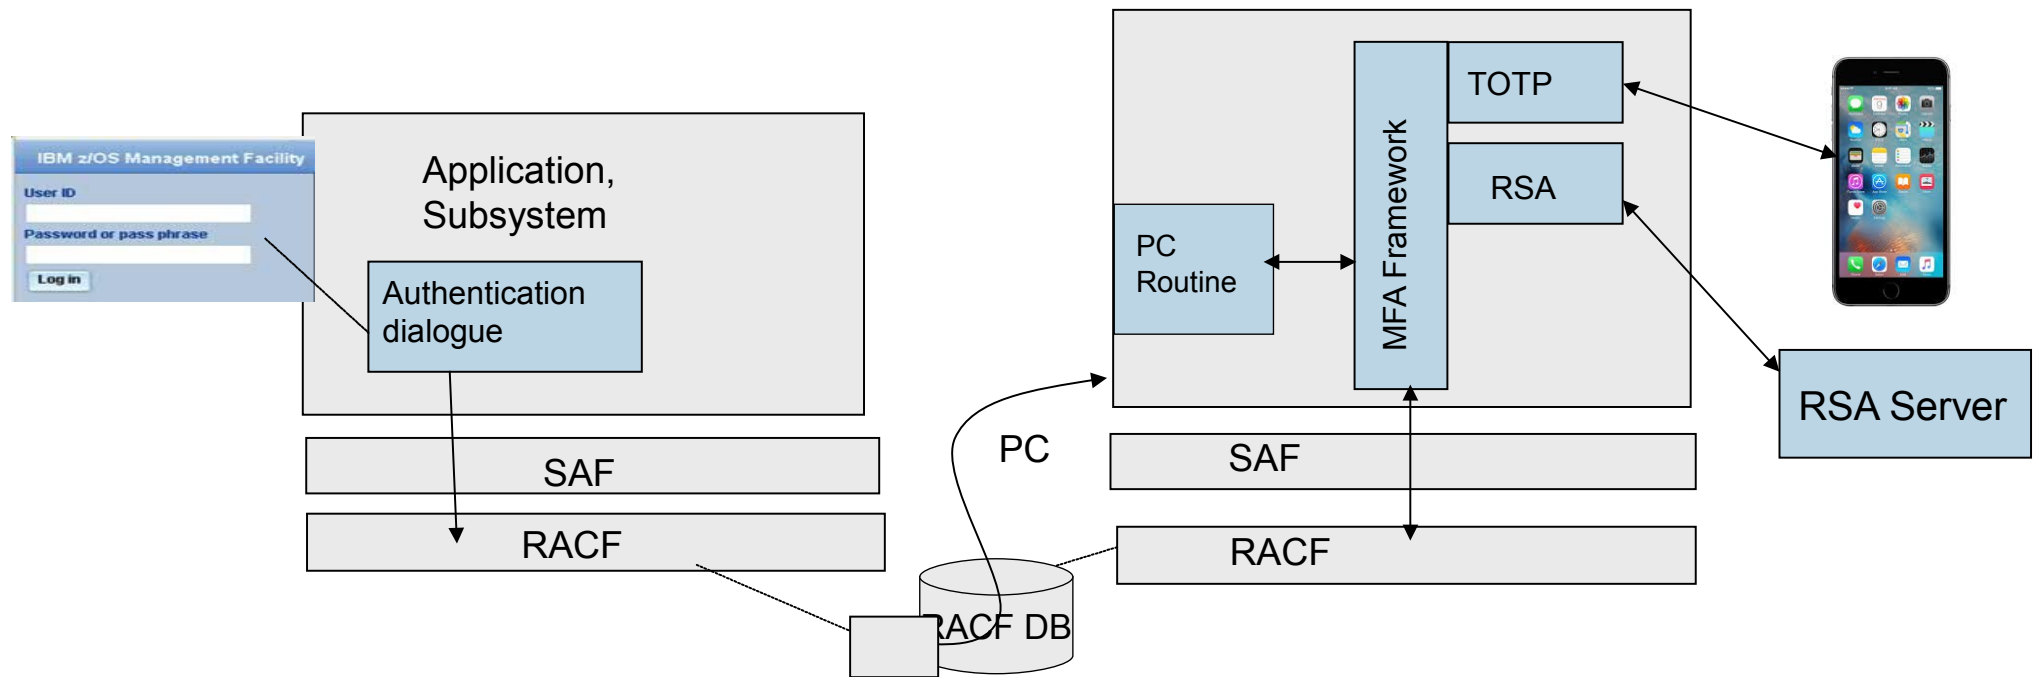 IBM z/OS Management Facility
User ID
Password or pass phrase
Log in
Application,
Subsystem
Authentication
dialogue
SAF
RACF
RACF DB
PC
PC
Routine
MFA Framework
TOTP
RSA
SAF
RACF
RSA Server